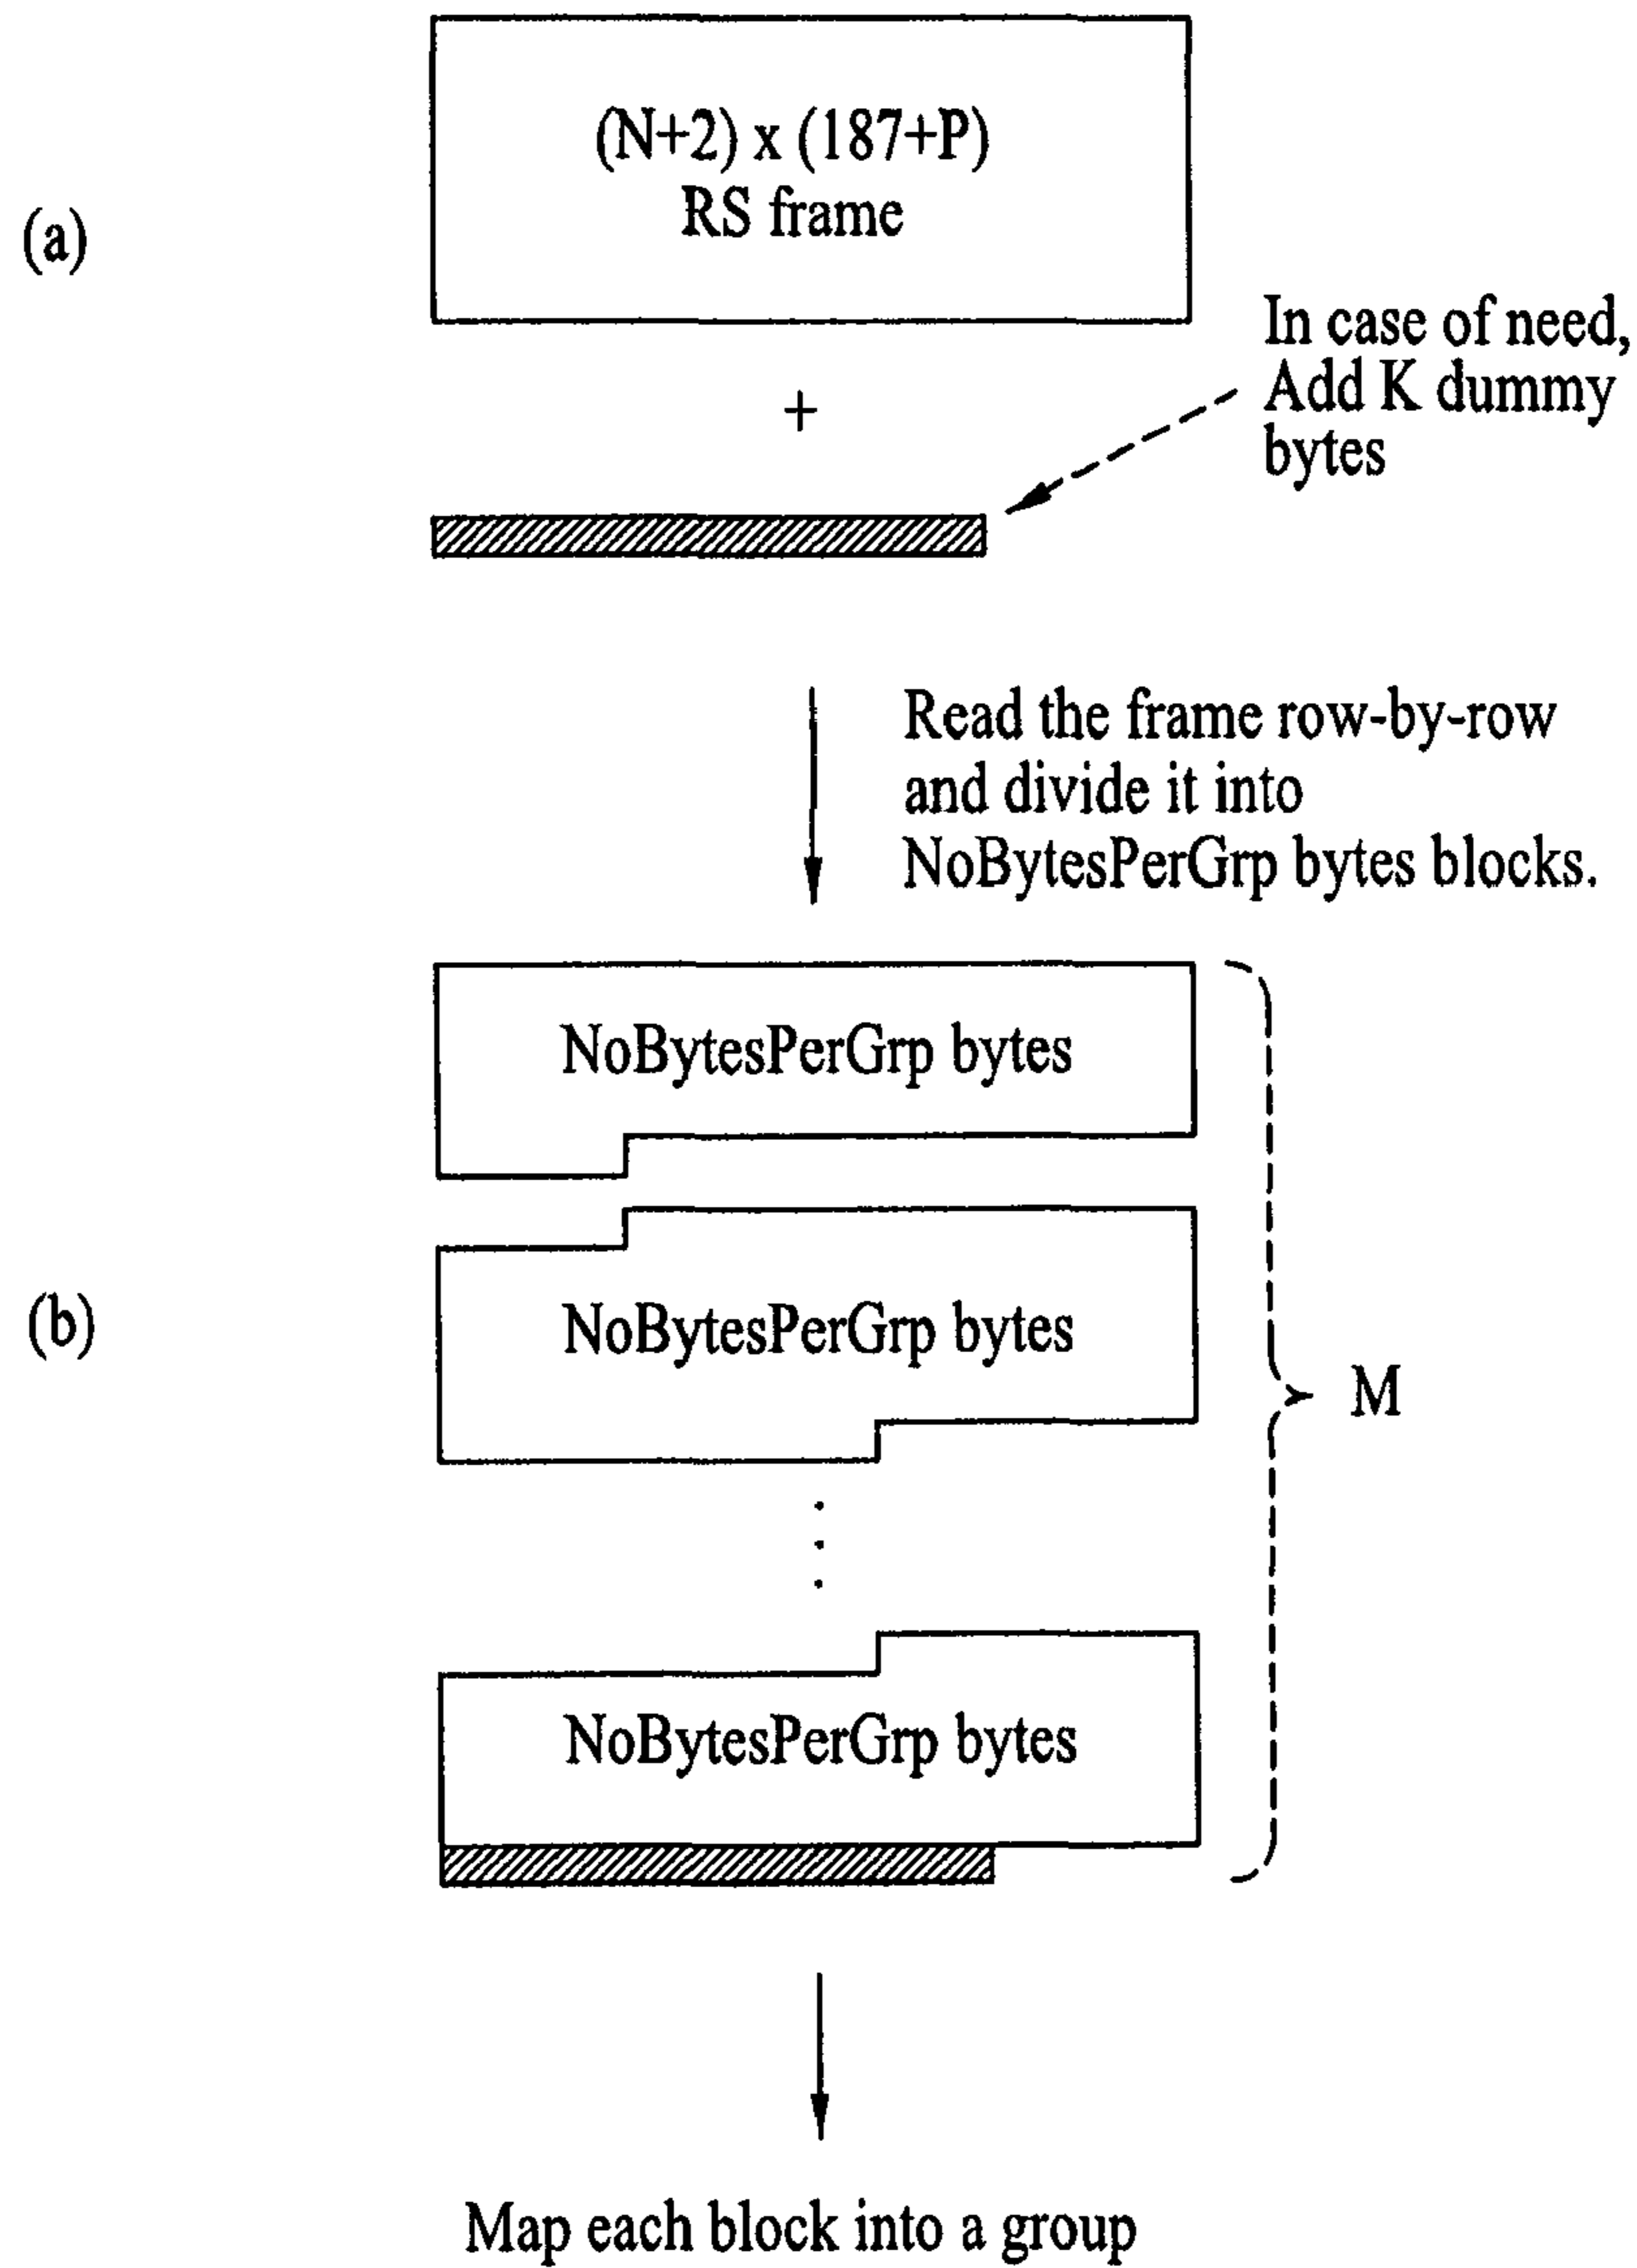 (a)
(N+2) x (187+P)
RS frame
+
In case of need,
Add K dummy
bytes
Read the frame row-by-row
and divide it into
NoBytesPerGrp bytes blocks.
(b)
NoBytesPerGrp bytes
NoBytesPerGrp bytes
M
NoBytesPerGrp bytes
Map each block into a group